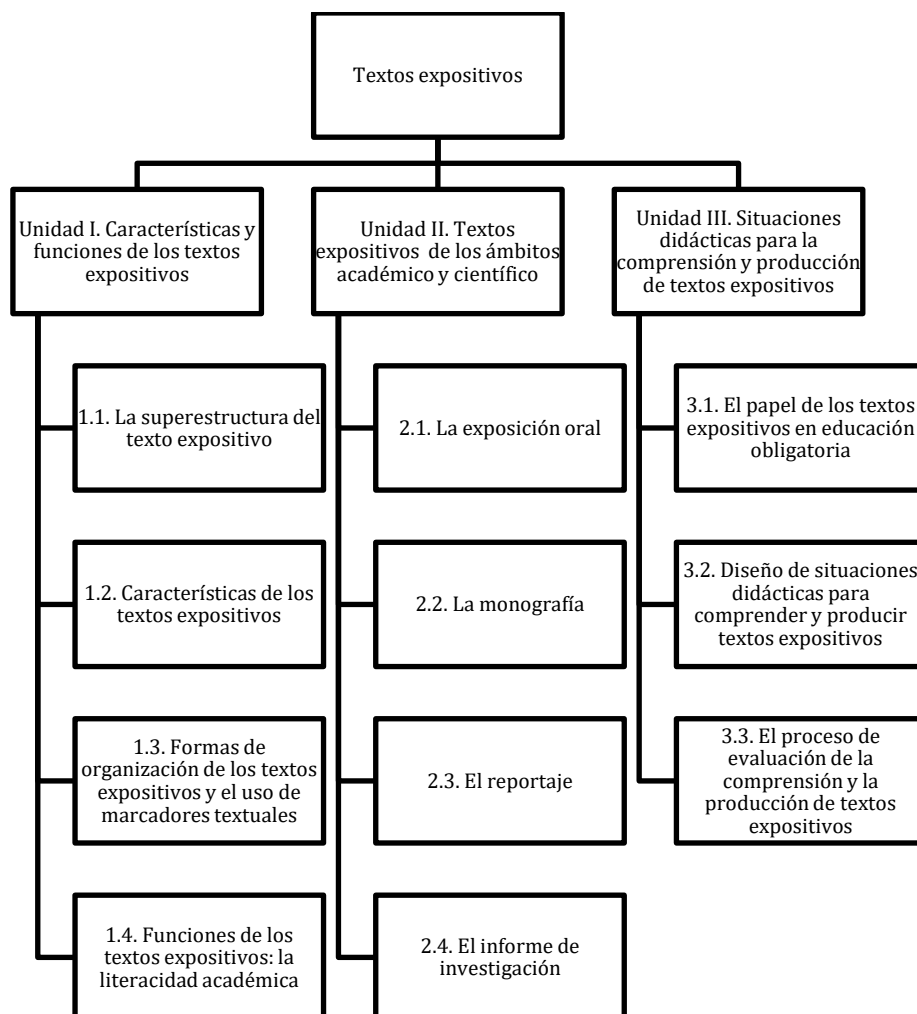 Textos expositivos
Unidad I. Características y
funciones de los textos
expositivos
1.1. La superestructura del
texto expositivo
1.2. Características de los
textos expositivos
1.3. Formas de
organización de los textos
expositivos y el uso de
marcadores textuales
1.4. Funciones de los
textos expositivos: la
literacidad académica
Unidad II. Textos
expositivos de los ámbitos
académico y científico
2.1. La exposición oral
2.2. La monografía
2.3. El reportaje
2.4. El informe de
investigación
Unidad III. Situaciones
didácticas para la
comprensión y producción
de textos expositivos
3.1. El papel de los textos
expositivos en educación
obligatoria
3.2. Diseño de situaciones
didácticas para
comprender y producir
textos expositivos
3.3. El proceso de
evaluación de la
comprensión y la
producción de textos
expositivos